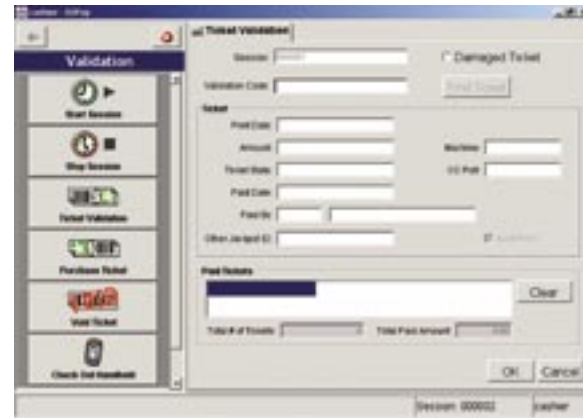 Validation
Start Session
Stop Session
Ticket Validation
Purchase Ticket
Void Ticket
Check Out Handheld
Ticket Validation
Session
Damaged Ticket
Validation Code
Find Ticket
Ticket
Print Date
Amount
Machine
Ticket State
CC Poll
Paid Date
Paid By
Other Jackpot ID
Paid Tickets
Clear
Total # of Tickets
Total Paid Amount
OK
Cancel
Session: 000002
cashier